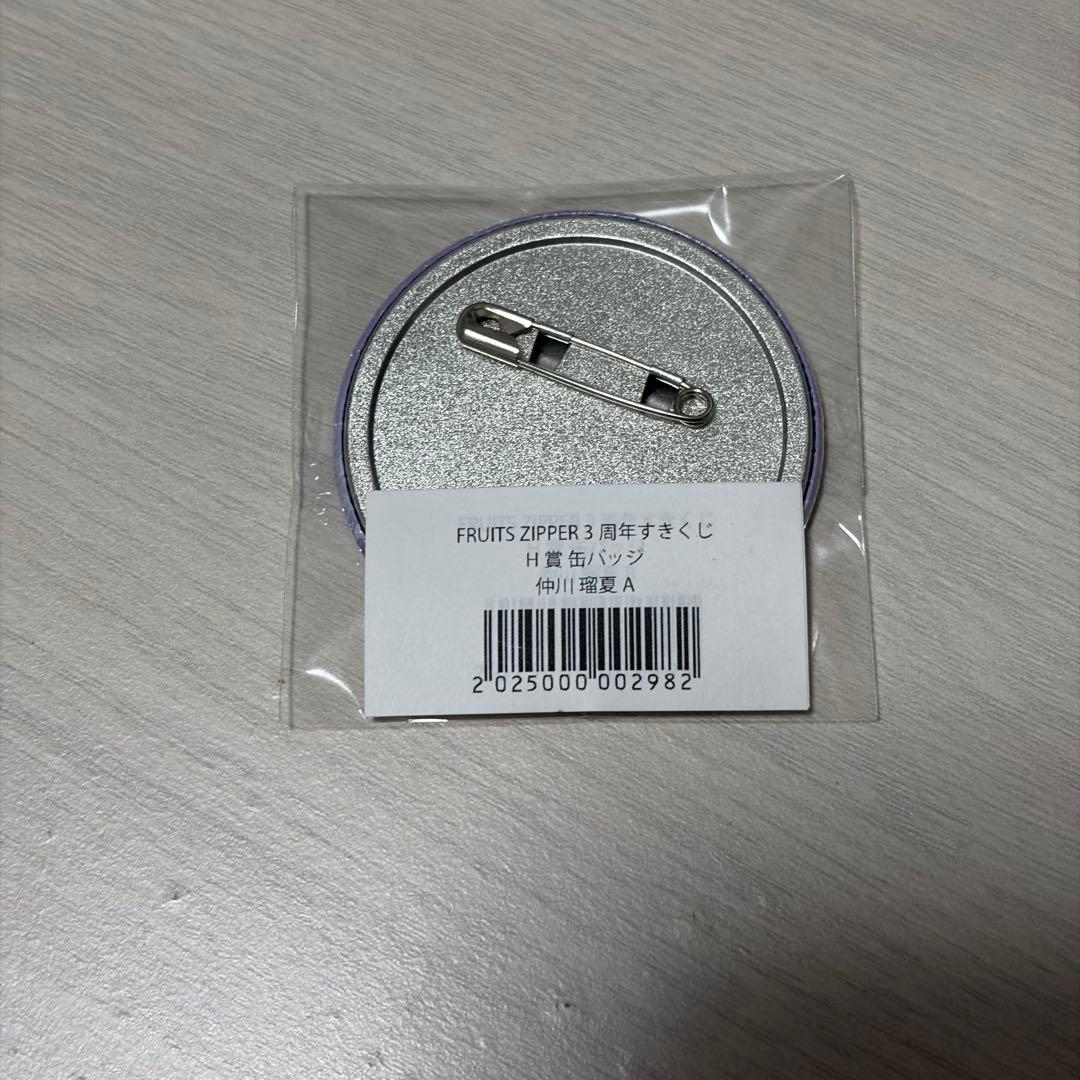 FRUITS ZIPPER 3 周年すきくじ
H 賞 缶バッジ
仲川 瑠夏 A
2 025000 002982